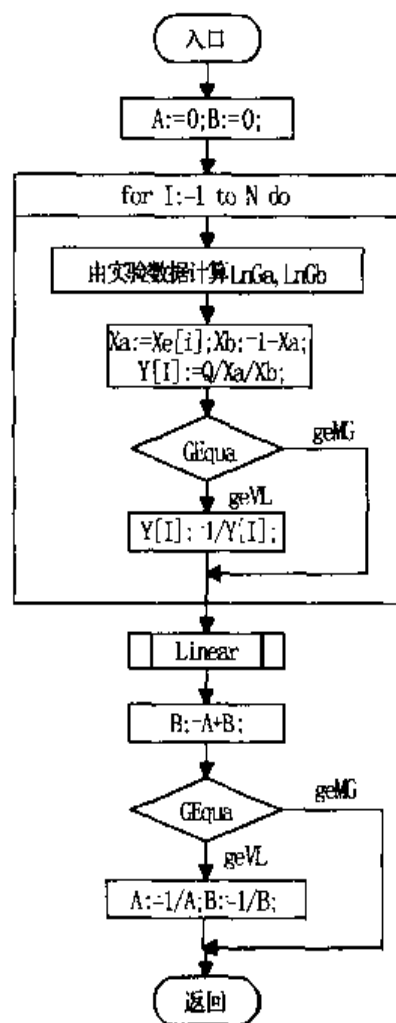 入口
A:=0;B:=0;
for I:-1 to N do
由实验数据计算LnGa,LnGb
Xa:=Xe[i];Xb:-i-Xa;
Y[I]:=Q/Xa/Xb;
GEqua
geMG
geVL
Y[I]:-1/Y[I];
Linear
B:-A+B;
GEqua
geMG
geVL
A:-1/A;B:-1/B;
返回